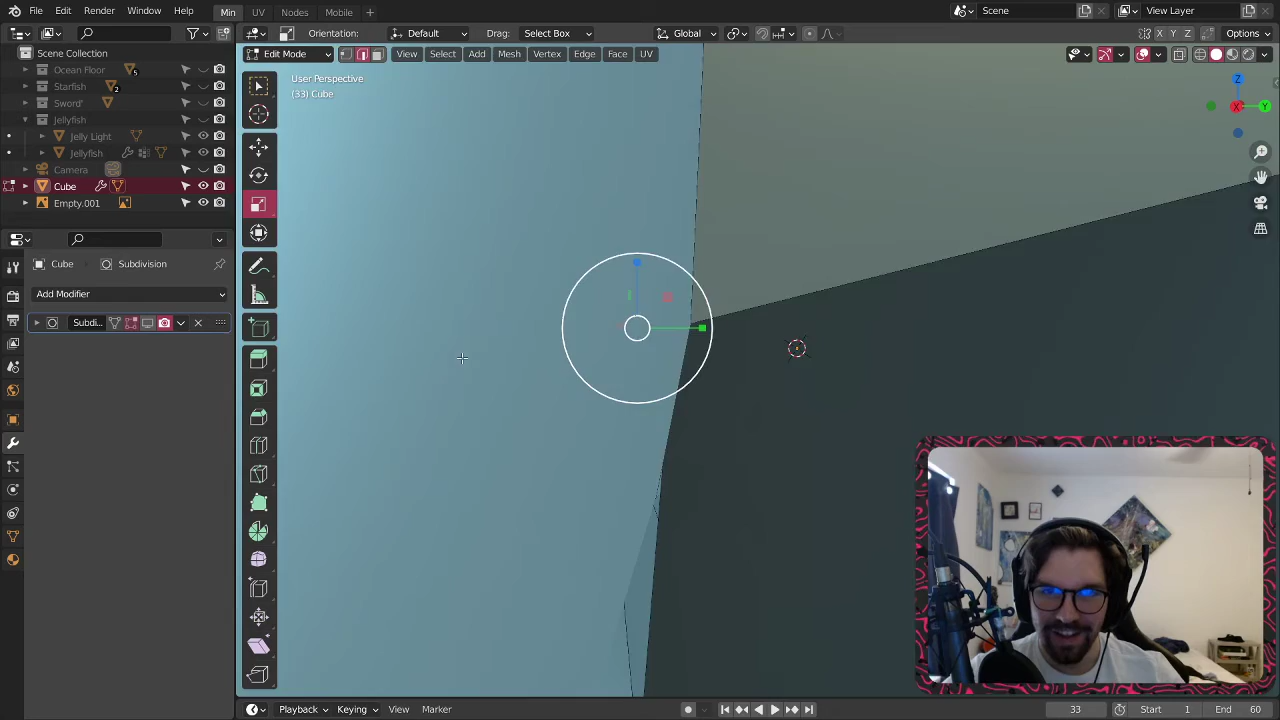 File Edit Render Window Help Min UV Nodes Mobile + Scene View Layer
Orientation: Default Drag: Select Box Global X Y Z Options
Edit Mode View Select Add Mesh Vertex Edge Face UV
Scene Collection
Ocean Floor 5
Starfish 2
Sword'
Jellyfish
Jelly Light
Jellyfish
Camera
Cube
Empty.001
User Perspective
(33) Cube
Z
X Y
Cube > Subdivision
Add Modifier
Subdi...
Playback Keying View Marker 33 Start 1 End 60